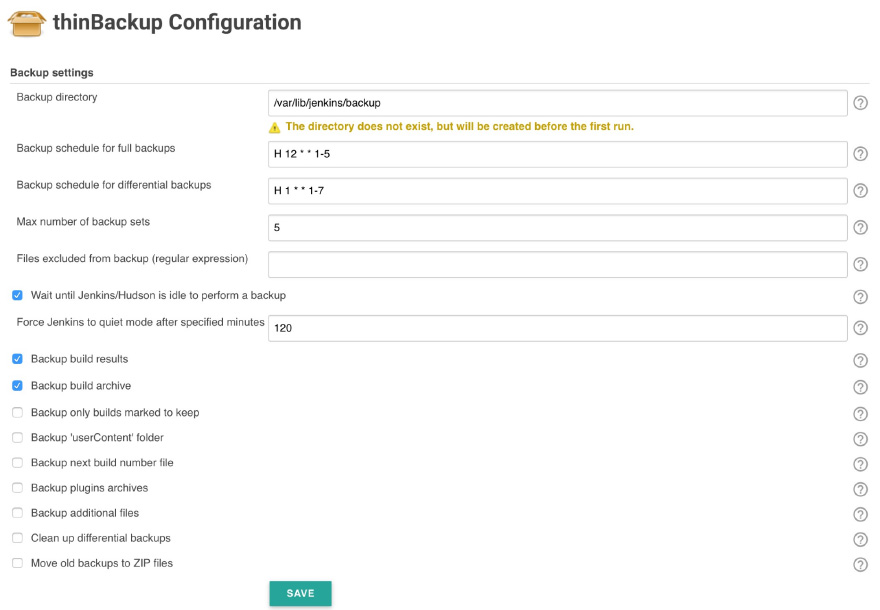 thinBackup Configuration
Backup settings
Backup directory
/var/lib/jenkins/backup
The directory does not exist, but will be created before the first run.
Backup schedule for full backups
H 12 * * 1-5
Backup schedule for differential backups
H 1 * * 1-7
Max number of backup sets
5
Files excluded from backup (regular expression)
Wait until Jenkins/Hudson is idle to perform a backup
Force Jenkins to quiet mode after specified minutes
120
Backup build results
Backup build archive
Backup only builds marked to keep
Backup 'userContent' folder
Backup next build number file
Backup plugins archives
Backup additional files
Clean up differential backups
Move old backups to ZIP files
SAVE